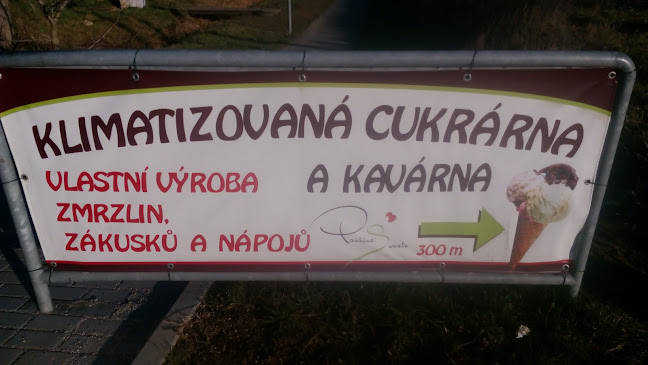 KLIMATIZOVANÁ CUKRÁRNA
A KAVÁRNA
VLASTNÍ VÝROBA
ZMRZLIN,
ZÁKUSKŮ A NÁPOJŮ
300 m